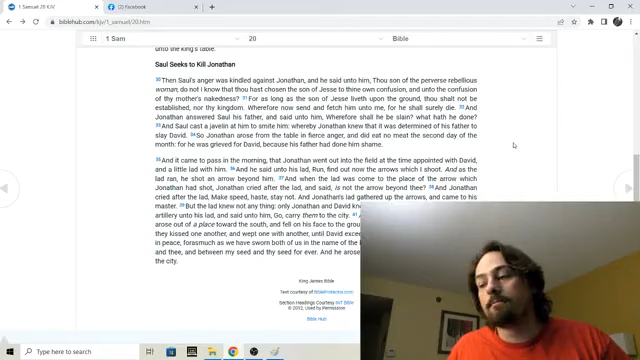 1 Samuel 20 KJV
(3) Facebook
biblehub.com/kjv/1_samuel/20.htm
1 Sam
20
Bible
unto the king's table.
Saul Seeks to Kill Jonathan
30 Then Saul's anger was kindled against Jonathan, and he said unto him, Thou son of the perverse rebellious
woman, do not I know that thou hast chosen the son of Jesse to thine own confusion, and unto the confusion
of thy mother's nakedness? 31 For as long as the son of Jesse liveth upon the ground, thou shalt not be
established, nor thy kingdom. Wherefore now send and fetch him unto me, for he shall surely die. 32 And
Jonathan answered Saul his father, and said unto him, Wherefore shall he be slain? what hath he done?
33 And Saul cast a javelin at him to smite him: whereby Jonathan knew that it was determined of his father to
slay David. 34 So Jonathan arose from the table in fierce anger, and did eat no meat the second day of the
month: for he was grieved for David, because his father had done him shame.
35 And it came to pass in the morning, that Jonathan went out into the field at the time appointed with David,
and a little lad with him. 36 And he said unto his lad, Run, find out now the arrows which I shoot. And as the
lad ran, he shot an arrow beyond him. 37 And when the lad was come to the place of the arrow which
Jonathan had shot, Jonathan cried after the lad, and said, Is not the arrow beyond thee? 38 And Jonathan
cried after the lad, Make speed, haste, stay not. And Jonathan's lad gathered up the arrows, and came to his
master. 39 But the lad knew not any thing: only Jonathan and David kne
artillery unto his lad, and said unto him, Go, carry them to the city. 41
arose out of a place toward the south, and fell on his face to the groun
they kissed one another, and wept one with another, until David exceed
in peace, forasmuch as we have sworn both of us in the name of the
and thee, and between my seed and thy seed for ever. And he arose
the city.
King James Bible
Text courtesy of BibleProtector.com
Section Headings Courtesy INT Bible
© 2012, Used by Permission
Bible Hub
Type here to search